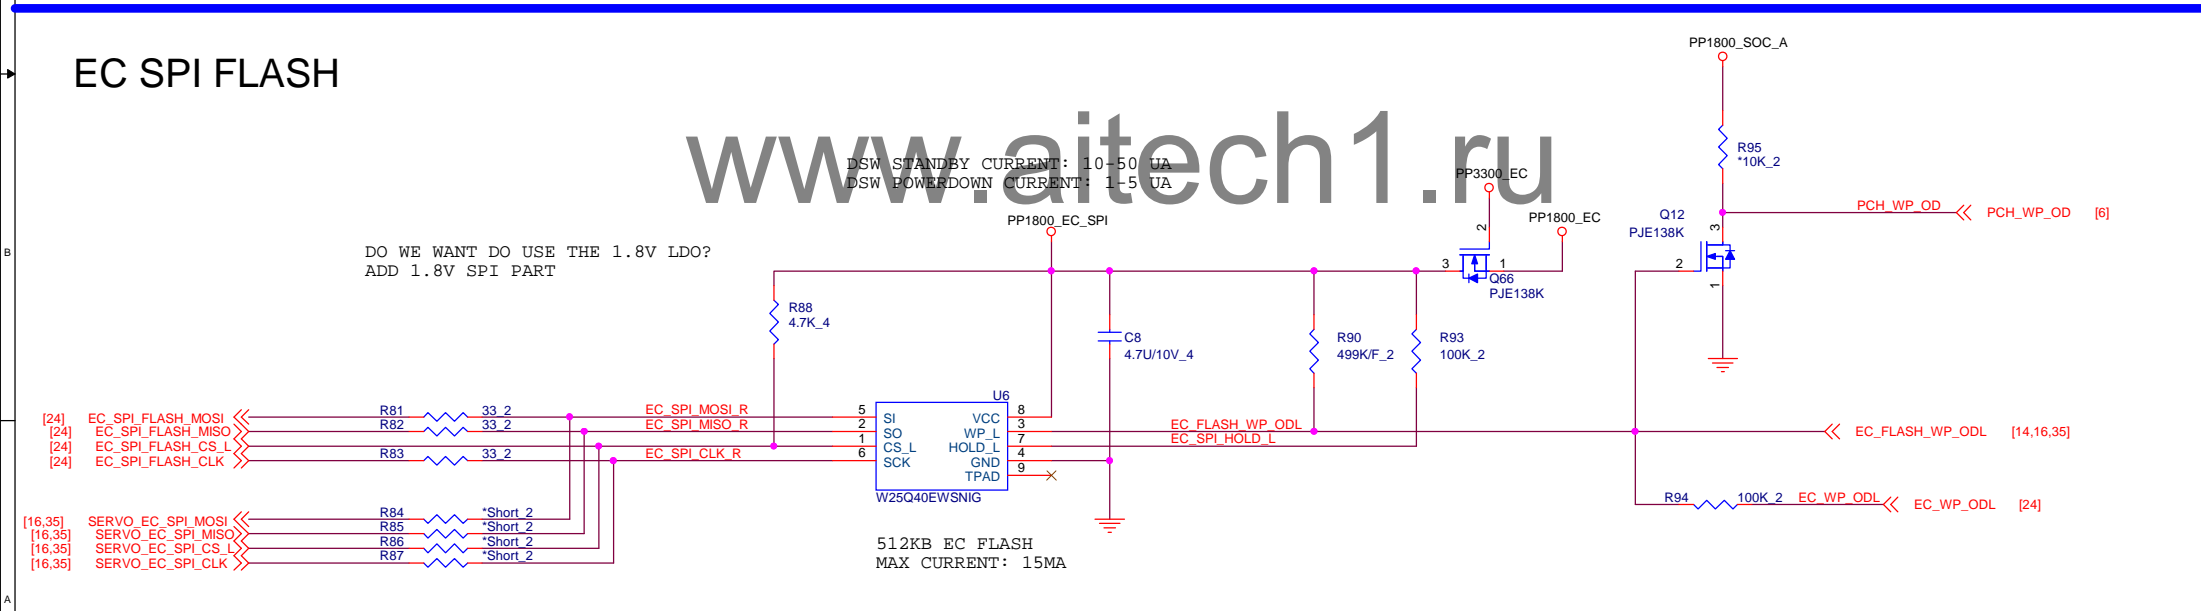 PP1800_SOC_A
EC SPI FLASH
www.aitech1.ru
R95
*10K_2
DSW STANDBY CURRENT: 10-50 UA
DSW POWERDOWN CURRENT: 1-5 UA
PP3300_EC
PP1800_EC_SPI
PP1800_EC
PCH_WP_OD
PCH_WP_OD [6]
Q12
PJE138K
3
2
1
DO WE WANT DO USE THE 1.8V LDO?
ADD 1.8V SPI PART
B
2
3
1
Q66
PJE138K
R88
4.7K_4
C8
4.7U/10V_4
R90
499K/F_2
R93
100K_2
U6
[24] EC_SPI_FLASH_MOSI R81 33_2 EC_SPI_MOSI_R 5 SI VCC 8
[24] EC_SPI_FLASH_MISO R82 33_2 EC_SPI_MISO_R 2 SO WP_L 3 EC_FLASH_WP_ODL EC_FLASH_WP_ODL [14,16,35]
[24] EC_SPI_FLASH_CS_L 1 CS_L HOLD_L 7 EC_SPI_HOLD_L
[24] EC_SPI_FLASH_CLK R83 33_2 EC_SPI_CLK_R 6 SCK GND 4
TPAD 9
W25Q40EWSNIG
R94 100K_2 EC_WP_ODL EC_WP_ODL [24]
[16,35] SERVO_EC_SPI_MOSI R84 *Short_2
[16,35] SERVO_EC_SPI_MISO R85 *Short_2
[16,35] SERVO_EC_SPI_CS_L R86 *Short_2
[16,35] SERVO_EC_SPI_CLK R87 *Short_2
512KB EC FLASH
MAX CURRENT: 15MA
A